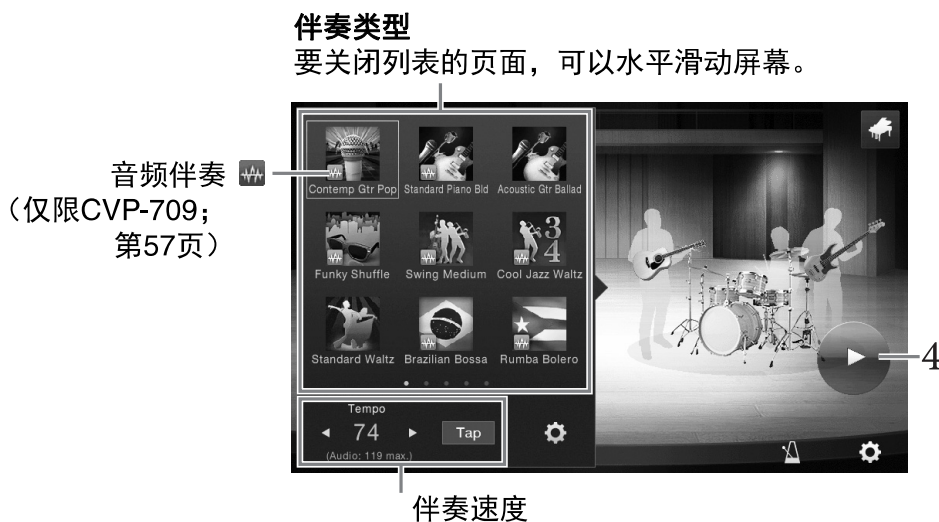 伴奏类型
要关闭列表的页面，可以水平滑动屏幕。
音频伴奏
（仅限CVP-709；
第57页）
Contemp Gtr Pop
Standard Piano Bld
Acoustic Gtr Ballad
3
4
Funky Shuffle
Swing Medium
Cool Jazz Waltz
Standard Waltz
Brazilian Bossa
Rumba Bolero
4
Tempo
74
Tap
(Audio: 119 max.)
伴奏速度